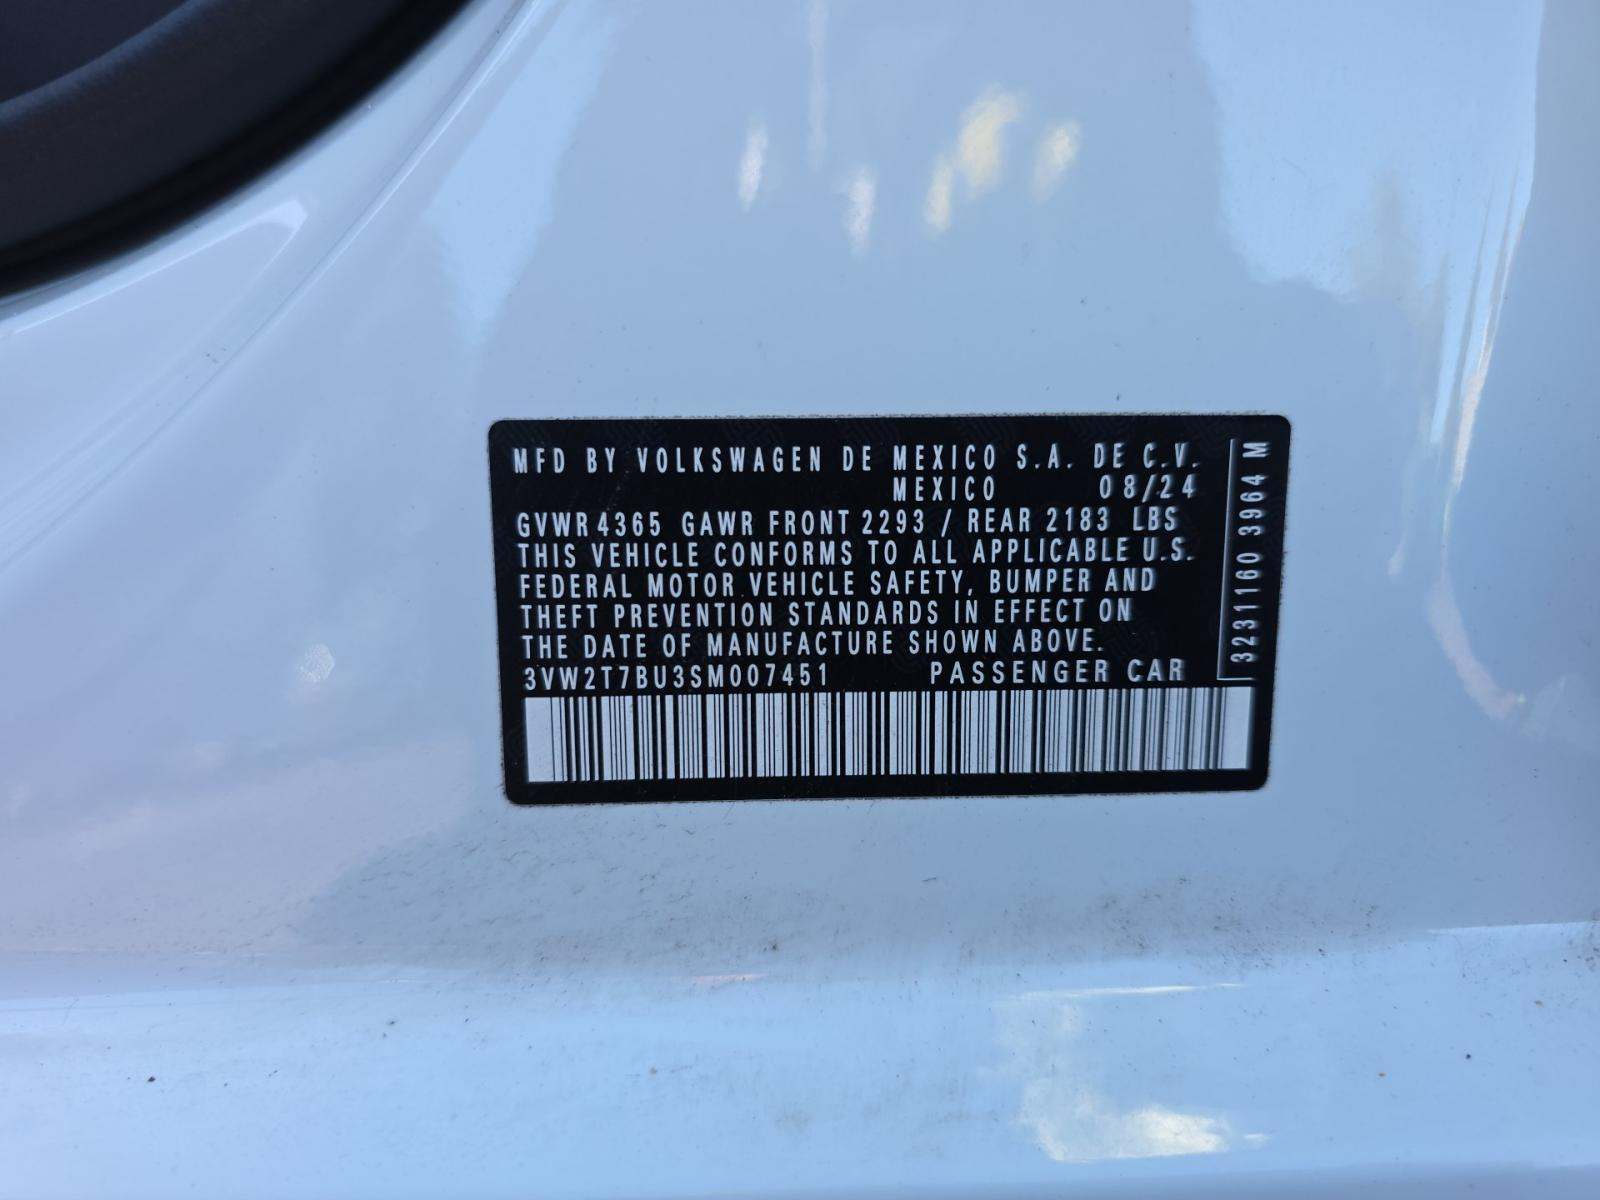 MFD BY VOLKSWAGEN DE MEXICO S.A. DE C.V.
MEXICO 08/24
GVWR 4365 GAWR FRONT 2293 / REAR 2183 LBS
THIS VEHICLE CONFORMS TO ALL APPLICABLE U.S.
FEDERAL MOTOR VEHICLE SAFETY, BUMPER AND
THEFT PREVENTION STANDARDS IN EFFECT ON
THE DATE OF MANUFACTURE SHOWN ABOVE.
3VW2T7BU3SM007451 PASSENGER CAR
3231160 3964 M